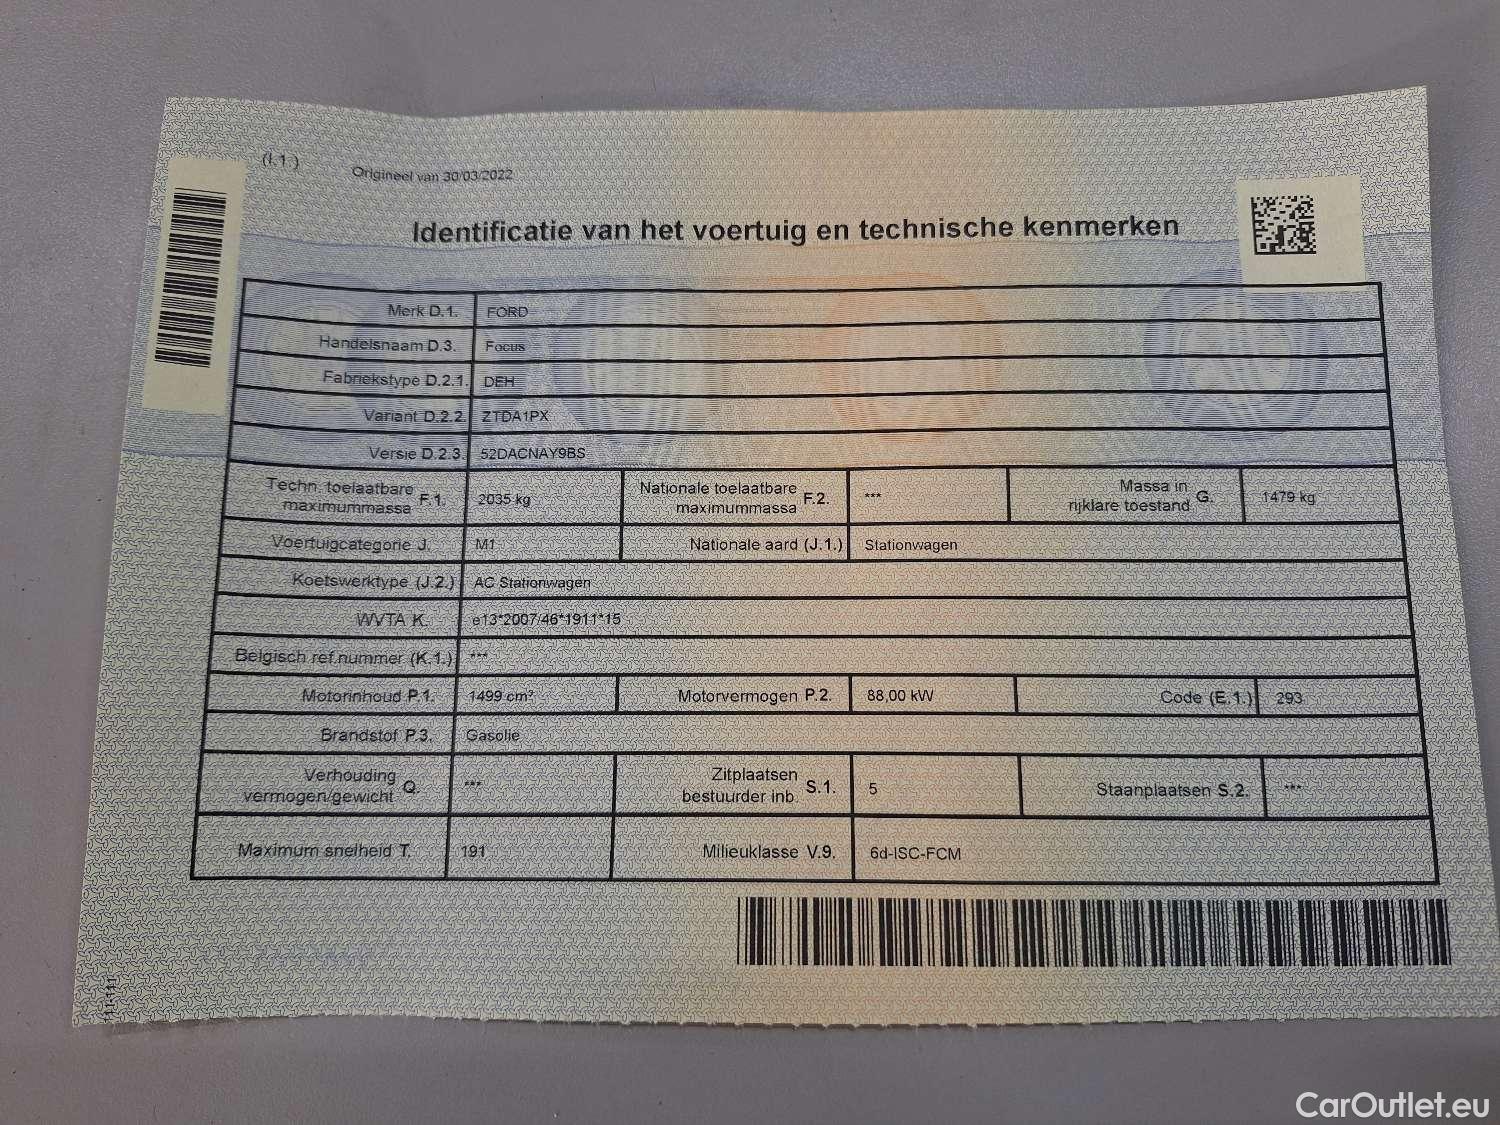 (I.1.)
Origineel van 30/03/2022
Identificatie van het voertuig en technische kenmerken
Merk D.1. FORD
Handelsnaam D.3. Focus
Fabriekstype D.2.1. DEH
Variant D.2.2. ZTDA1PX
Versie D.2.3. 52DACNAY9BS
Techn. toelaatbare maximummassa F.1. 2035 kg Nationale toelaatbare maximummassa F.2. *** Massa in rijklare toestand G. 1479 kg
Voertuigcategorie J. M1 Nationale aard (J.1.) Stationwagen
Koetswerktype (J.2.) AC Stationwagen
WVTA K. e13*2007/46*1911*15
Belgisch ref.nummer (K.1.) ***
Motorinhoud P.1. 1499 cm³ Motorvermogen P.2. 88,00 kW Code (E.1.) 293
Brandstof P.3. Gasolie
Verhouding vermogen/gewicht Q. *** Zitplaatsen bestuurder inb. S.1. 5 Staanplaatsen S.2. ***
Maximum snelheid T. 191 Milieuklasse V.9. 6d-ISC-FCM
CarOutlet.eu